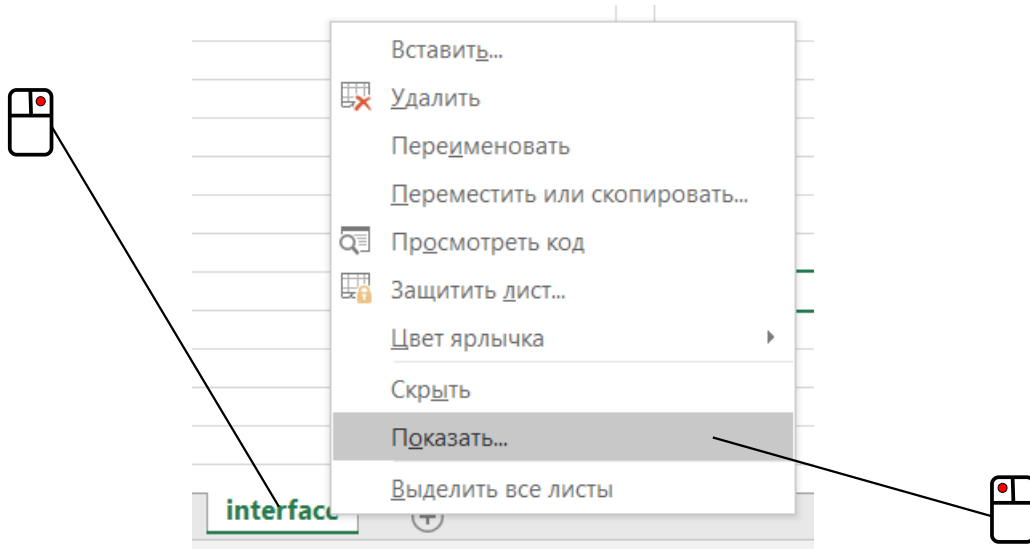 Вставить...
Удалить
Переименовать
Переместить или скопировать...
Просмотреть код
Защитить лист...
Цвет ярлычка
Скрыть
Показать...
Выделить все листы
interface